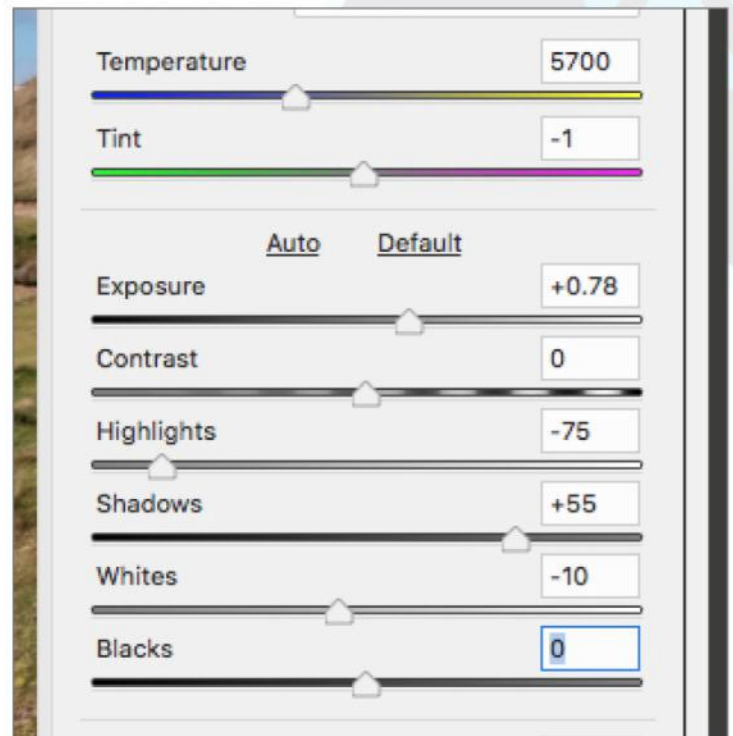 Temperature 5700
Tint -1
Auto Default
Exposure +0.78
Contrast 0
Highlights -75
Shadows +55
Whites -10
Blacks 0